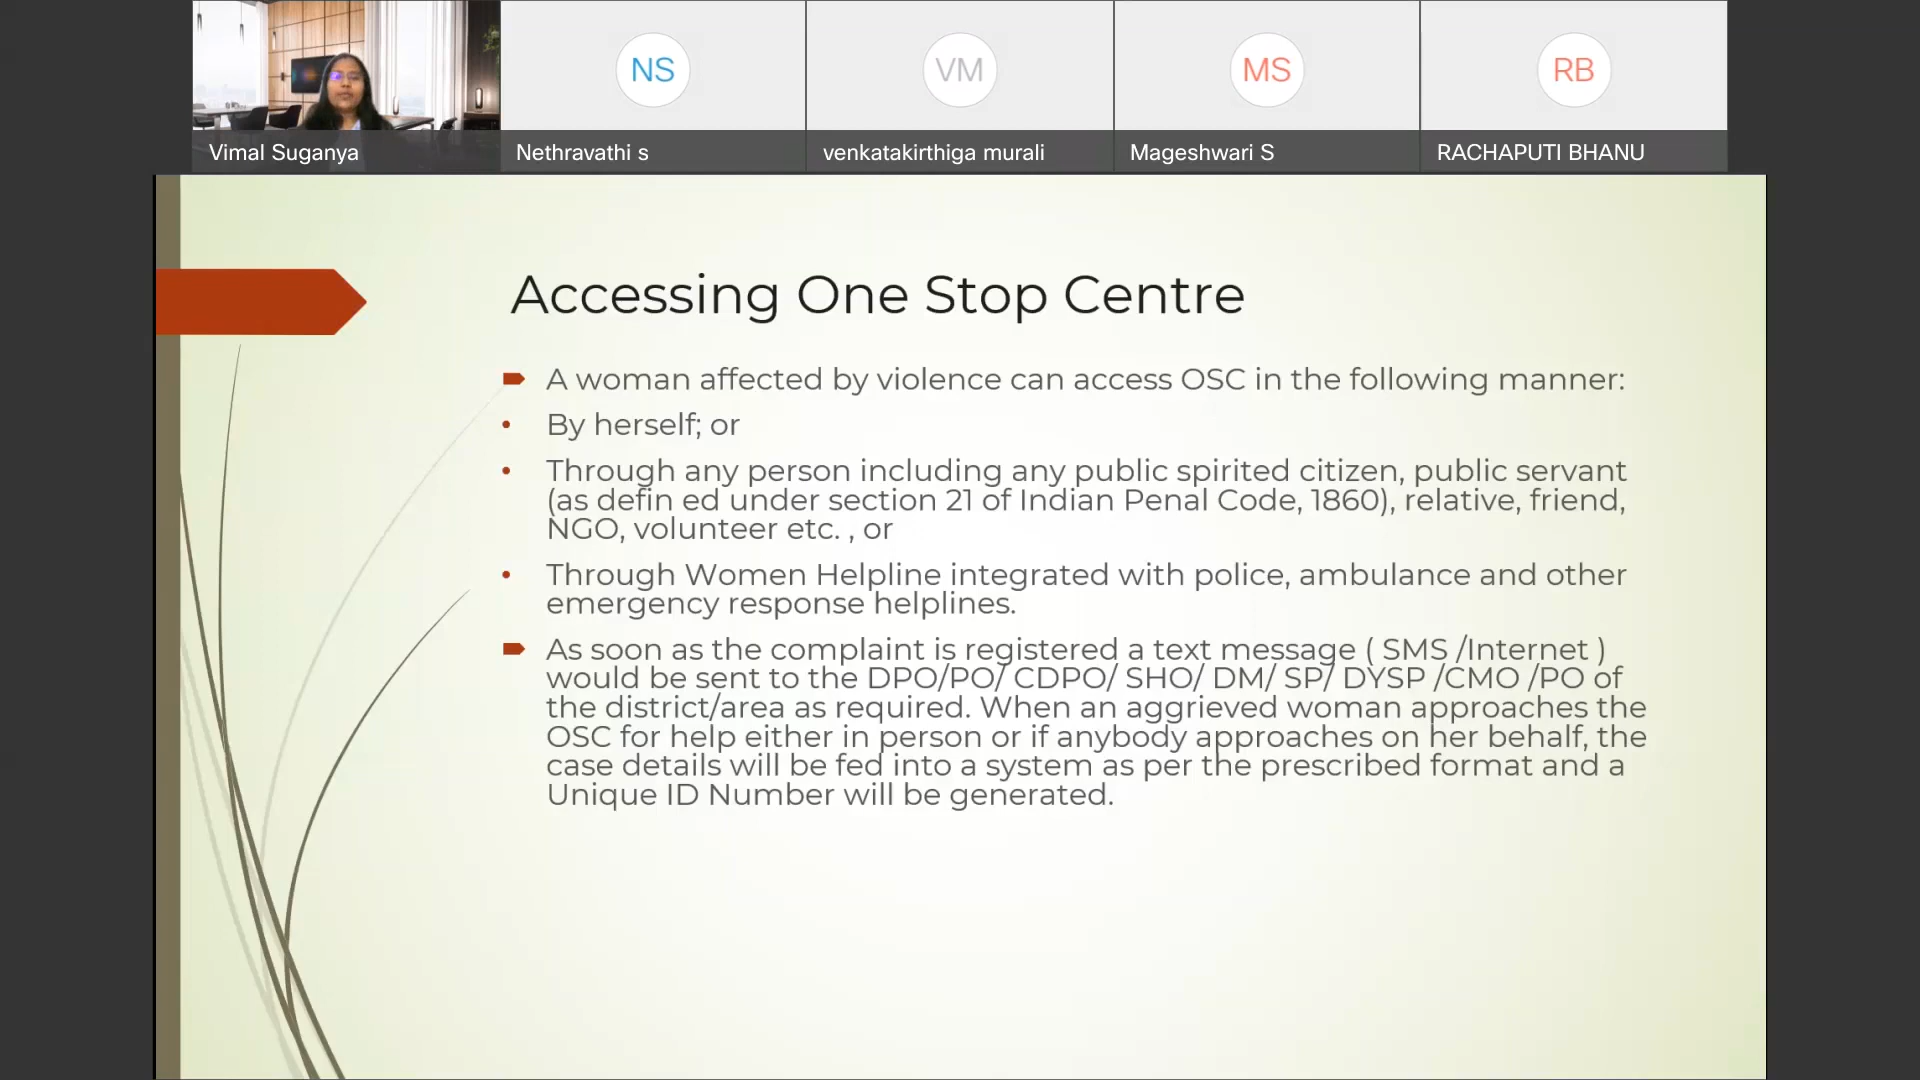 NS
VM
MS
RB
Vimal Suganya
Nethravathi s
venkatakirthiga murali
Mageshwari S
RACHAPUTI BHANU
Accessing One Stop Centre
A woman affected by violence can access OSC in the following manner:
By herself; or
Through any person including any public spirited citizen, public servant
(as defin ed under section 21 of Indian Penal Code, 1860), relative, friend,
NGO, volunteer etc. , or
Through Women Helpline integrated with police, ambulance and other
emergency response helplines.
As soon as the complaint is registered a text message ( SMS /Internet )
would be sent to the DPO/PO/ CDPO/ SHO/ DM/ SP/ DYSP /CMO /PO of
the district/area as required. When an aggrieved woman approaches the
OSC for help either in person or if anybody approaches on her behalf, the
case details will be fed into a system as per the prescribed format and a
Unique ID Number will be generated.